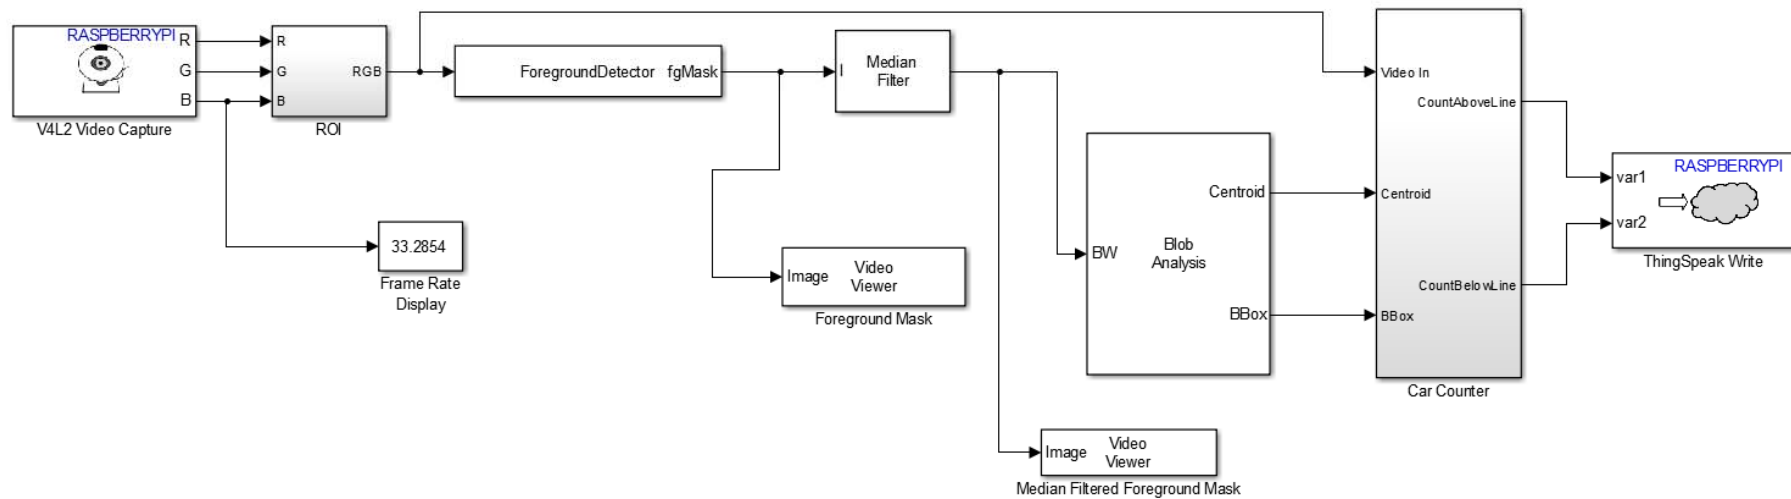 RASPBERRYPI
R
G
B
V4L2 Video Capture
R
G
B
RGB
ROI
33.2854
Frame Rate
Display
ForegroundDetector fgMask
Image
Video
Viewer
Foreground Mask
I
Median
Filter
Image
Video
Viewer
Median Filtered Foreground Mask
BW
Blob
Analysis
Centroid
BBox
Video In
Centroid
BBox
CountAboveLine
CountBelowLine
Car Counter
RASPBERRYPI
var1
var2
ThingSpeak Write